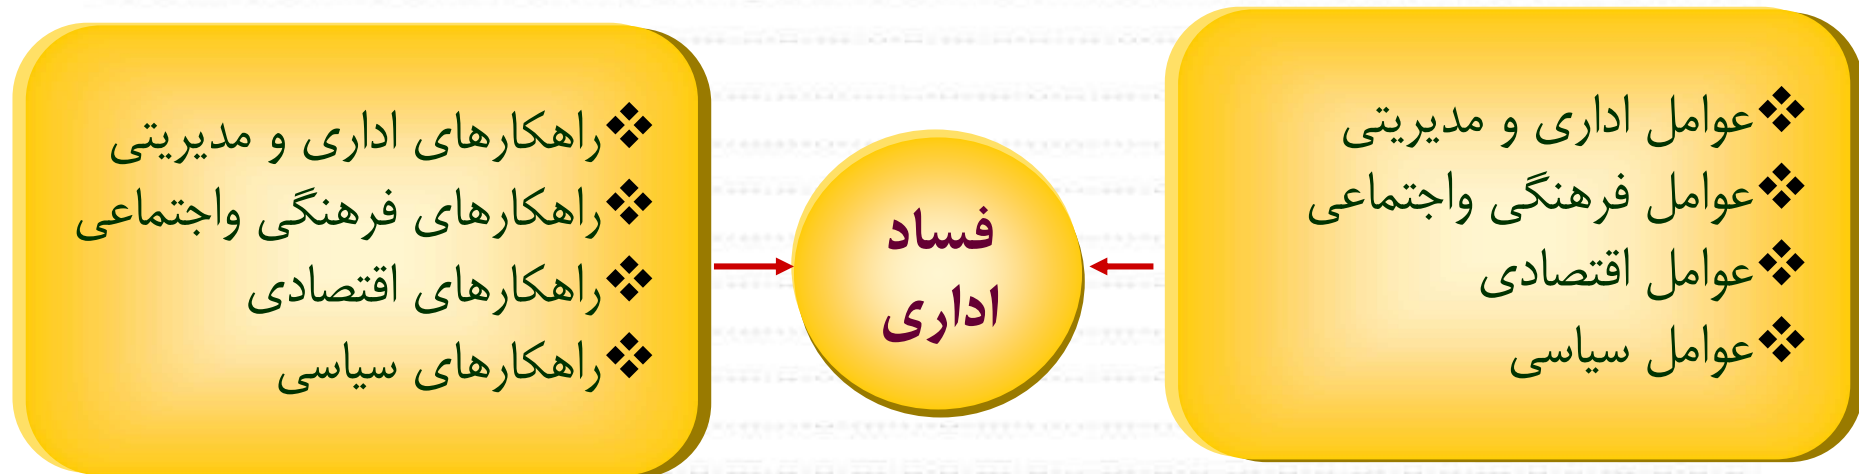 ❖عوامل اداری و مدیریتی
❖عوامل فرهنگی واجتماعی
❖عوامل اقتصادی
❖عوامل سیاسی
فساد
اداری
❖راهکارهای اداری و مدیریتی
❖راهکارهای فرهنگی واجتماعی
❖راهکارهای اقتصادی
❖راهکارهای سیاسی